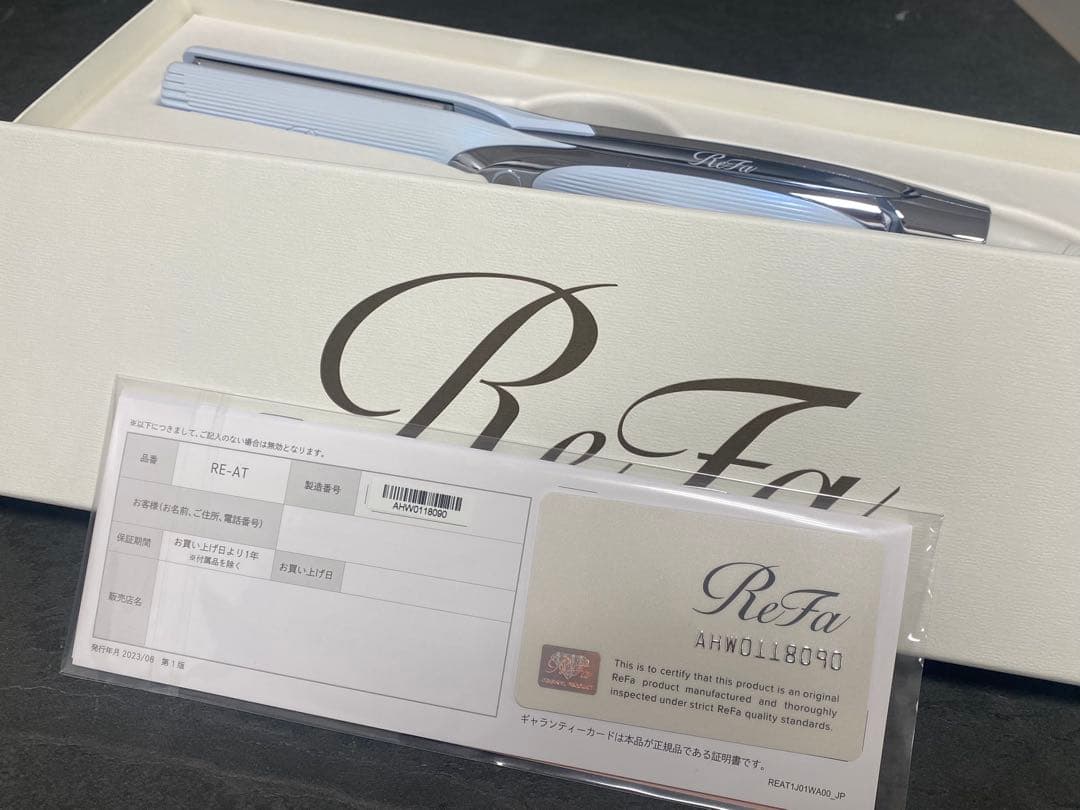 ReFa
ReFa
※以下につきまして、ご記入のない場合は無効となります。
品番
RE-AT
製造番号
AHW0118090
お客様(お名前、ご住所、電話番号)
保証期間
お買い上げ日より1年
※付属品を除く
お買い上げ日
販売店名
発行年月 2023/08 第1版
ReFa
AHW0118090
ReFa
This is to certify that this product is an original
ReFa product manufactured and thoroughly
inspected under strict ReFa quality standards.
ギャランティーカードは本品が正規品である証明書です。
REAT1J01WA00_JP